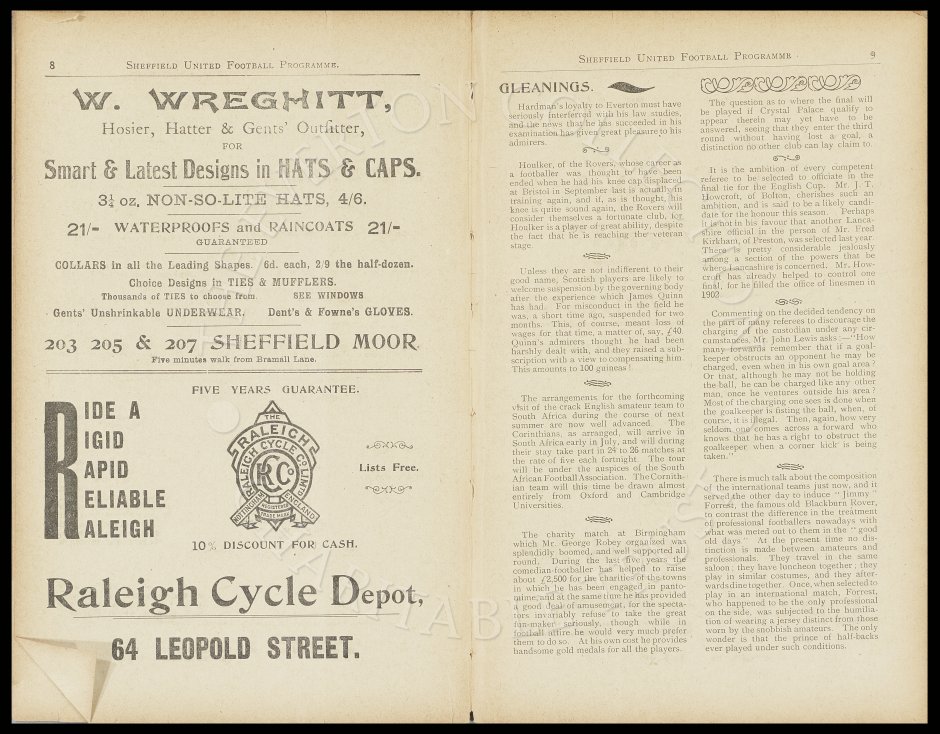 8 SHEFFIELD UNITED FOOTBALL PROGRAMME.
W. WREGHITT,
Hosier, Hatter & Gents' Outfitter,
FOR
Smart & Latest Designs in HATS & CAPS.
3¼ oz. NON-SO-LITE HATS, 4/6.
21/- WATERPROOFS and RAINCOATS 21/-
GUARANTEED
COLLARS in all the Leading Shapes. 6d. each, 2/9 the half-dozen.
Choice Designs in TIES & MUFFLERS.
Thousands of TIES to choose from SEE WINDOWS
Gents' Unshrinkable UNDERWEAR. Dent's & Fowne's GLOVES.
203 205 & 207 SHEFFIELD MOOR
Five minutes walk from Bramall Lane.
FIVE YEARS GUARANTEE.
RIDE A
RIGID
RAPID
RELIABLE
RALEIGH
THE
RALEIGH CYCLE CO. LIMTD
RCCo
REGISTERED
TRADE MARK
NOTTINGHAM ENGLAND
Lists Free.
10% DISCOUNT FOR CASH.
Raleigh Cycle Depot,
64 LEOPOLD STREET.
SHEFFIELD UNITED FOOTBALL PROGRAMME 9
GLEANINGS.
Hardman's loyalty to Everton must have
seriously interfered with his law studies,
and the news that he has succeeded in his
examination has given great pleasure to his
admirers.
Houlker, of the Rovers, whose career as
a footballer was thought to have been
ended when he had his knee cap displaced
at Bristol in September last is actually in
training again, and if, as is thought, his
knee is quite sound again, the Rovers will
consider themselves a fortunate club, for
Houlker is a player of great ability, despite
the fact that he is reaching the veteran
stage.
Unless they are not indifferent to their
good name, Scottish players are likely to
welcome suspension by the governing body
after the experience which James Quinn
has had. For misconduct in the field he
was, a short time ago, suspended for two
months. This, of course, meant loss of
wages for that time, a matter of, say, £40.
Quinn's admirers thought he had been
harshly dealt with, and they raised a sub-
scription with a view to compensating him.
This amounts to 100 guineas!
The arrangements for the forthcoming
visit of the crack English amateur team to
South Africa during the course of next
summer are now well advanced. The
Corinthians, as arranged, will arrive in
South Africa early in July, and will during
their stay take part in 24 to 26 matches at
the rate of five each fortnight. The tour
will be under the auspices of the South
African Football Association. The Corinth-
ian team will this time be drawn almost
entirely from Oxford and Cambridge
Universities.
The charity match at Birmingham
which Mr. George Robey organized was
splendidly boomed, and well supported all
round. During the last five years the
comedian-footballer has helped to raise
about £2,500 for the charities of the towns
in which he has been engaged in panto-
mime, and at the same time he has provided
a good deal of amusement, for the specta-
tors invariably refuse to take the great
fun-maker seriously, though while in
football attire he would very much prefer
them to do so. At his own cost he provides
handsome gold medals for all the players.
The question as to where the final will
be played if Crystal Palace qualify to
appear therein may yet have to be
answered, seeing that they enter the third
round without having lost a goal, a
distinction no other club can lay claim to.
It is the ambition of every competent
referee to be selected to officiate in the
final tie for the English Cup. Mr. J. T.
Howcroft, of Bolton, cherishes such an
ambition, and is said to be a likely candi-
date for the honour this season. Perhaps
it is not in his favour that another Lanca-
shire official in the person of Mr. Fred
Kirkham, of Preston, was selected last year.
There is pretty considerable jealousy
among a section of the powers that be
where Lancashire is concerned. Mr. How-
croft has already helped to control one
final, for he filled the office of linesmen in
1903
Commenting on the decided tendency on
the part of many referees to discourage the
charging of the custodian under any cir-
cumstances, Mr. John Lewis asks:—"How
many forwards remember that if a goal-
keeper obstructs an opponent he may be
charged, even when in his own goal area?
Or that, although he may not be holding
the ball, he can be charged like any other
man, once he ventures outside his area?
Most of the charging one sees is done when
the goalkeeper is fisting the ball, when, of
course, it is illegal. Then, again, how very
seldom one comes across a forward who
knows that he has a right to obstruct the
goalkeeper when a corner kick is being
taken."
There is much talk about the composition
of the international teams just now, and it
served the other day to induce "Jimmy"
Forrest, the famous old Blackburn Rover,
to contrast the difference in the treatment
of professional footballers nowadays with
what was meted out to them in the "good
old days." At the present time no dis-
tinction is made between amateurs and
professionals. They travel in the same
saloon; they have luncheon together; they
play in similar costumes, and they after-
wards dine together. Once, when selected to
play in an international match, Forrest,
who happened to be the only professional
on the side, was subjected to the humilia-
tion of wearing a jersey distinct from those
worn by the snobbish amateurs. The only
wonder is that the prince of half-backs
ever played under such conditions.